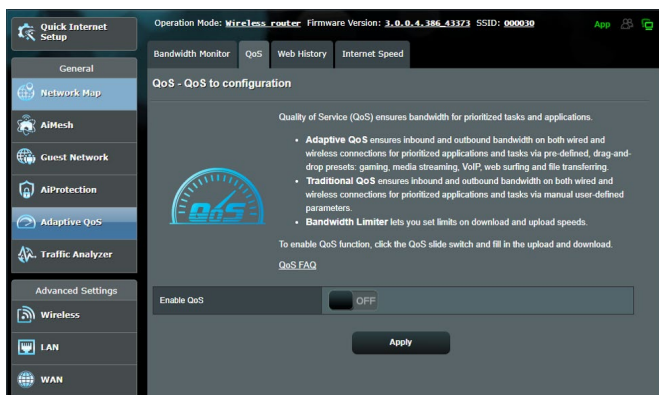 Quick Internet
Setup
Operation Mode: Wireless router Firmware Version: 3.0.0.4.386_43373 SSID: 000030
App
General
Network Map
AiMesh
Guest Network
AiProtection
Adaptive QoS
Traffic Analyzer
Advanced Settings
Wireless
LAN
WAN
Bandwidth Monitor
QoS
Web History
Internet Speed
QoS - QoS to configuration
QoS
Quality of Service (QoS) ensures bandwidth for prioritized tasks and applications.
• Adaptive QoS ensures inbound and outbound bandwidth on both wired and
wireless connections for prioritized applications and tasks via pre-defined, drag-and-
drop presets: gaming, media streaming, VoIP, web surfing and file transferring.
• Traditional QoS ensures inbound and outbound bandwidth on both wired and
wireless connections for prioritized applications and tasks via manual user-defined
parameters.
• Bandwidth Limiter lets you set limits on download and upload speeds.
To enable QoS function, click the QoS slide switch and fill in the upload and download.
QoS FAQ
Enable QoS
OFF
Apply